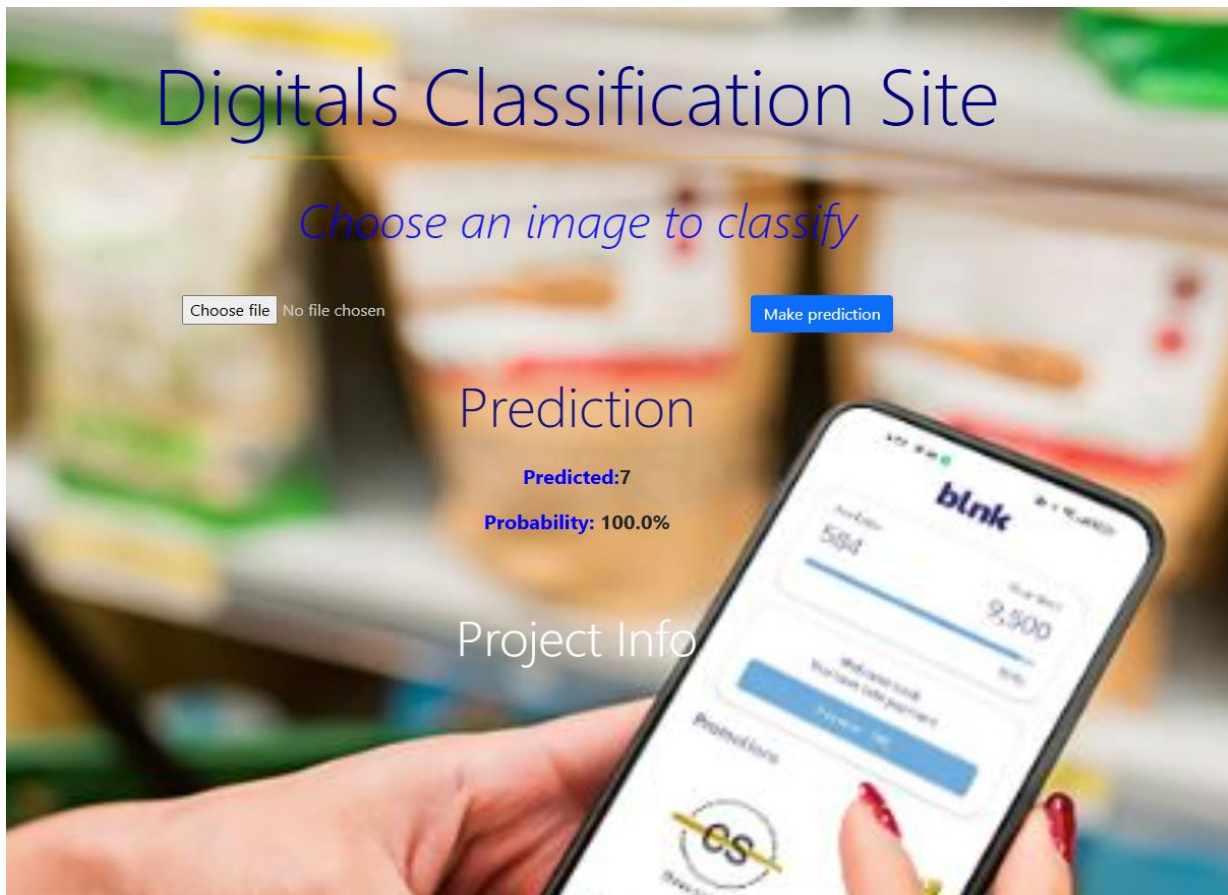 Digitals Classification Site
Choose an image to classify
Choose file No file chosen
Make prediction
Prediction
Predicted:7
Probability: 100.0%
Project Info
blnk
584
9,500
Promotions
CS